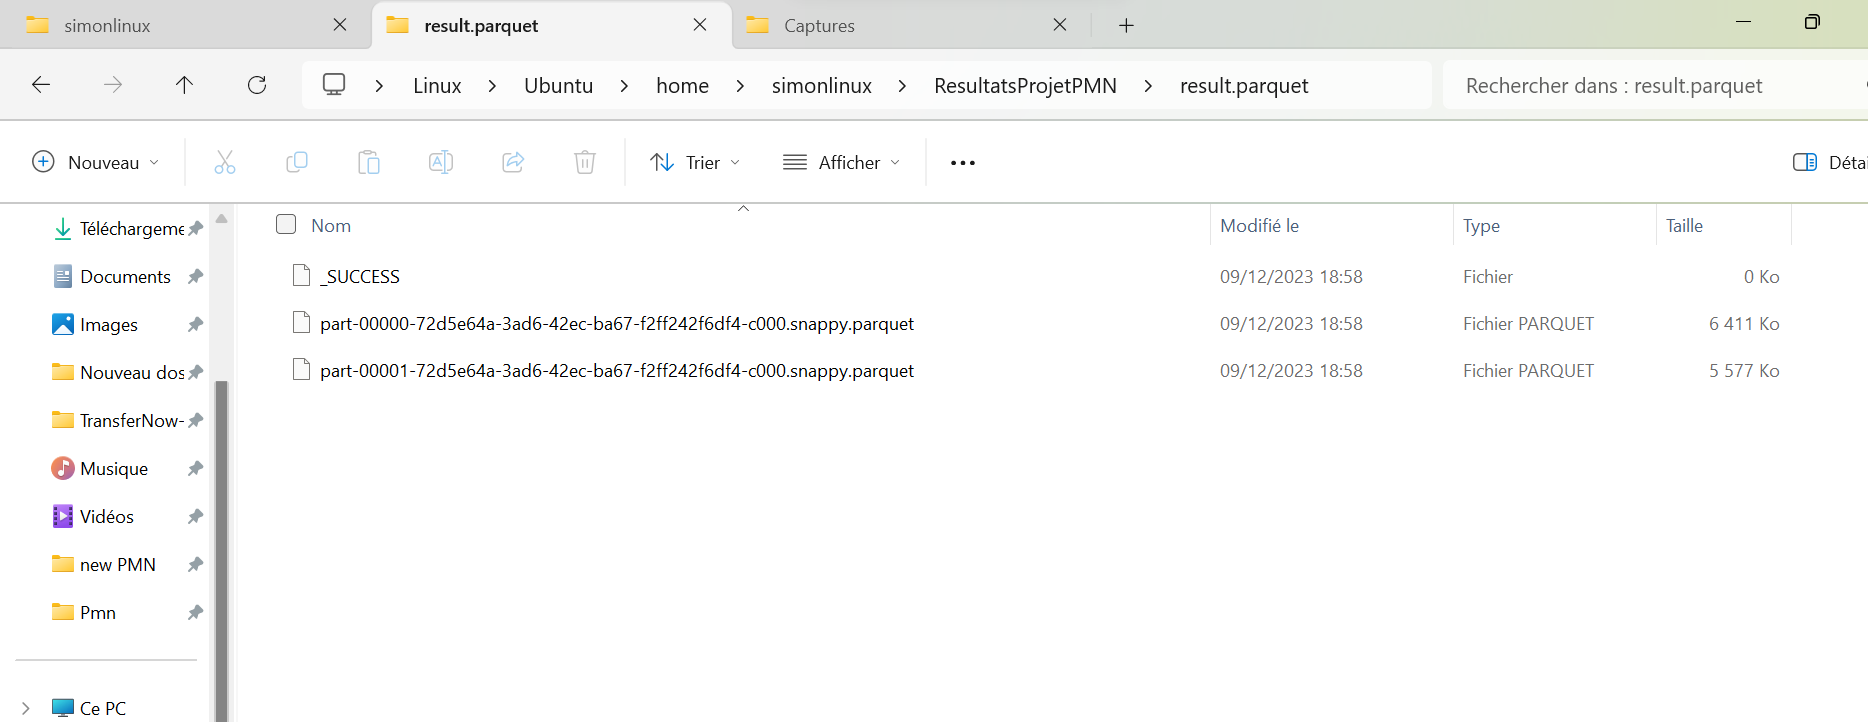 simonlinux
result.parquet
Captures
Linux > Ubuntu > home > simonlinux > ResultatsProjetPMN > result.parquet
Rechercher dans : result.parquet
Nouveau
Trier
Afficher
Détai
Téléchargeme
Documents
Images
Nouveau dos
TransferNow-
Musique
Vidéos
new PMN
Pmn
Ce PC
Nom Modifié le Type Taille
_SUCCESS 09/12/2023 18:58 Fichier 0 Ko
part-00000-72d5e64a-3ad6-42ec-ba67-f2ff242f6df4-c000.snappy.parquet 09/12/2023 18:58 Fichier PARQUET 6 411 Ko
part-00001-72d5e64a-3ad6-42ec-ba67-f2ff242f6df4-c000.snappy.parquet 09/12/2023 18:58 Fichier PARQUET 5 577 Ko